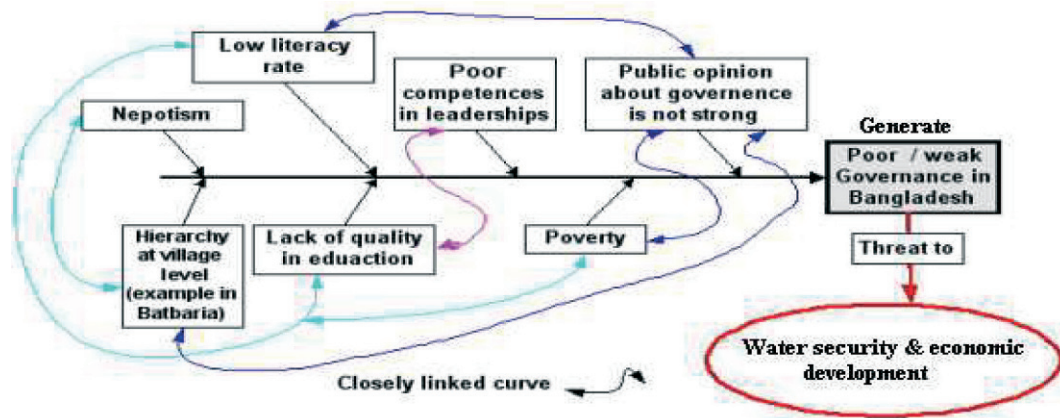 Low literacy
rate
Poor
competences
in leaderships
Public opinion
about governence
is not strong
Nepotism
Generate
Poor / weak
Governance in
Bangladesh
Hierarchy
at village
level
(example in
Batbaria)
Lack of quality
in eduaction
Poverty
Threat to
Water security & economic
development
Closely linked curve